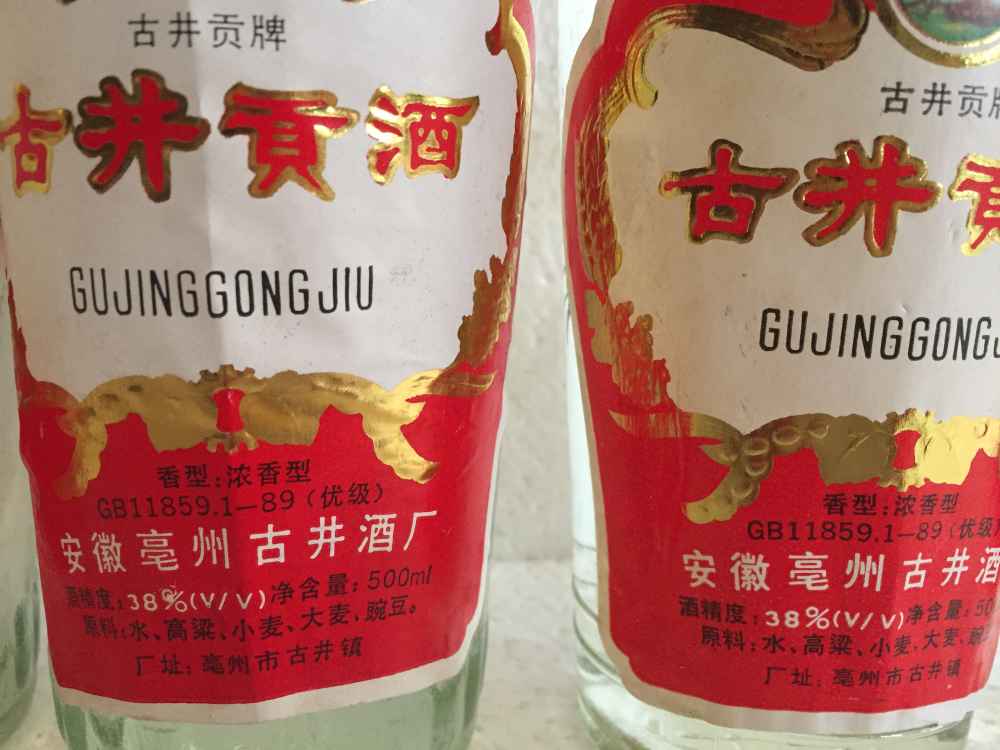 古井贡牌
古井贡酒
GUJINGGONGJIU
香型:浓香型
GB11859.1-89(优级)
安徽亳州 古井酒厂
酒精度:38%(V/V)净含量:500ml
原料:水、高粱、小麦、大麦、豌豆。
厂址:亳州市古井镇
古井贡牌
古井贡
GUJINGGONGJ
香型:浓香型
GB11859.1-89(优级
安徽亳州 古井酒
酒精度:38%(V/V)净含量:50
原料:水、高粱、小麦、大麦、豌
厂址:亳州市古井镇